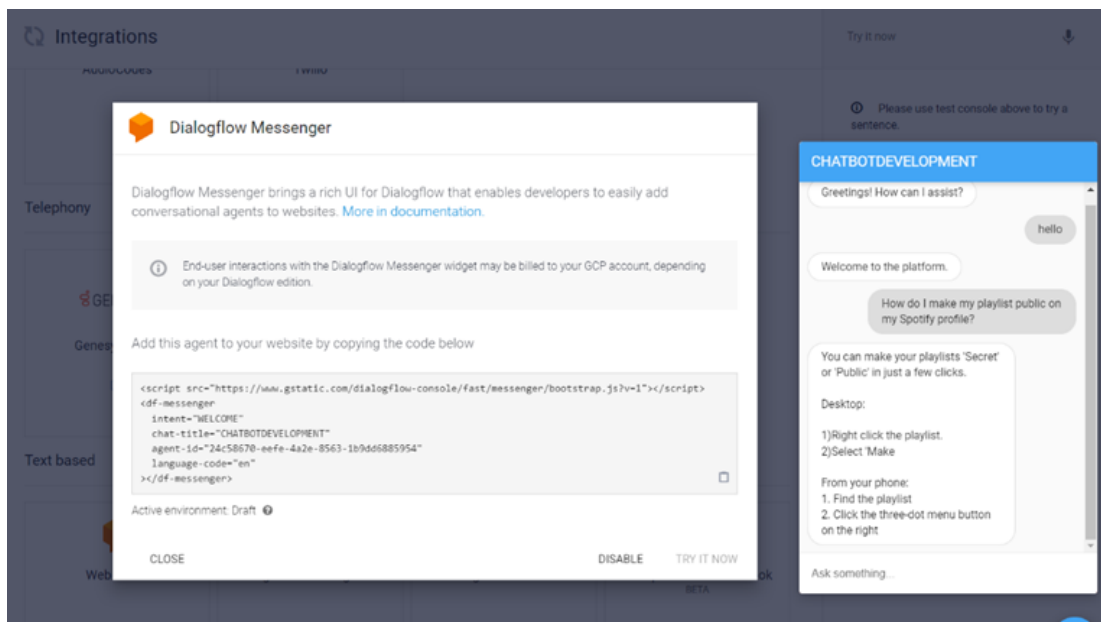 Integrations
Try it now
AudioCodes
Twilio
Please use test console above to try a
sentence.
Dialogflow Messenger
Dialogflow Messenger brings a rich UI for Dialogflow that enables developers to easily add
conversational agents to websites. More in documentation.
End-user interactions with the Dialogflow Messenger widget may be billed to your GCP account, depending
on your Dialogflow edition.
Add this agent to your website by copying the code below
<script src="https://www.gstatic.com/dialogflow-console/fast/messenger/bootstrap.js?v=1"></script>
<df-messenger
intent="WELCOME"
chat-title="CHATBOTDEVELOPMENT"
agent-id="24c58670-eefe-4a2e-8563-1b9dd6885954"
language-code="en"
></df-messenger>
Active environment: Draft
CLOSE
DISABLE
TRY IT NOW
Telephony
GE
Genes
Text based
Web
ok
BETA
CHATBOTDEVELOPMENT
Greetings! How can I assist?
hello
Welcome to the platform.
How do I make my playlist public on
my Spotify profile?
You can make your playlists 'Secret'
or 'Public' in just a few clicks.
Desktop:
1)Right click the playlist.
2)Select 'Make
From your phone:
1. Find the playlist
2. Click the three-dot menu button
on the right
Ask something...